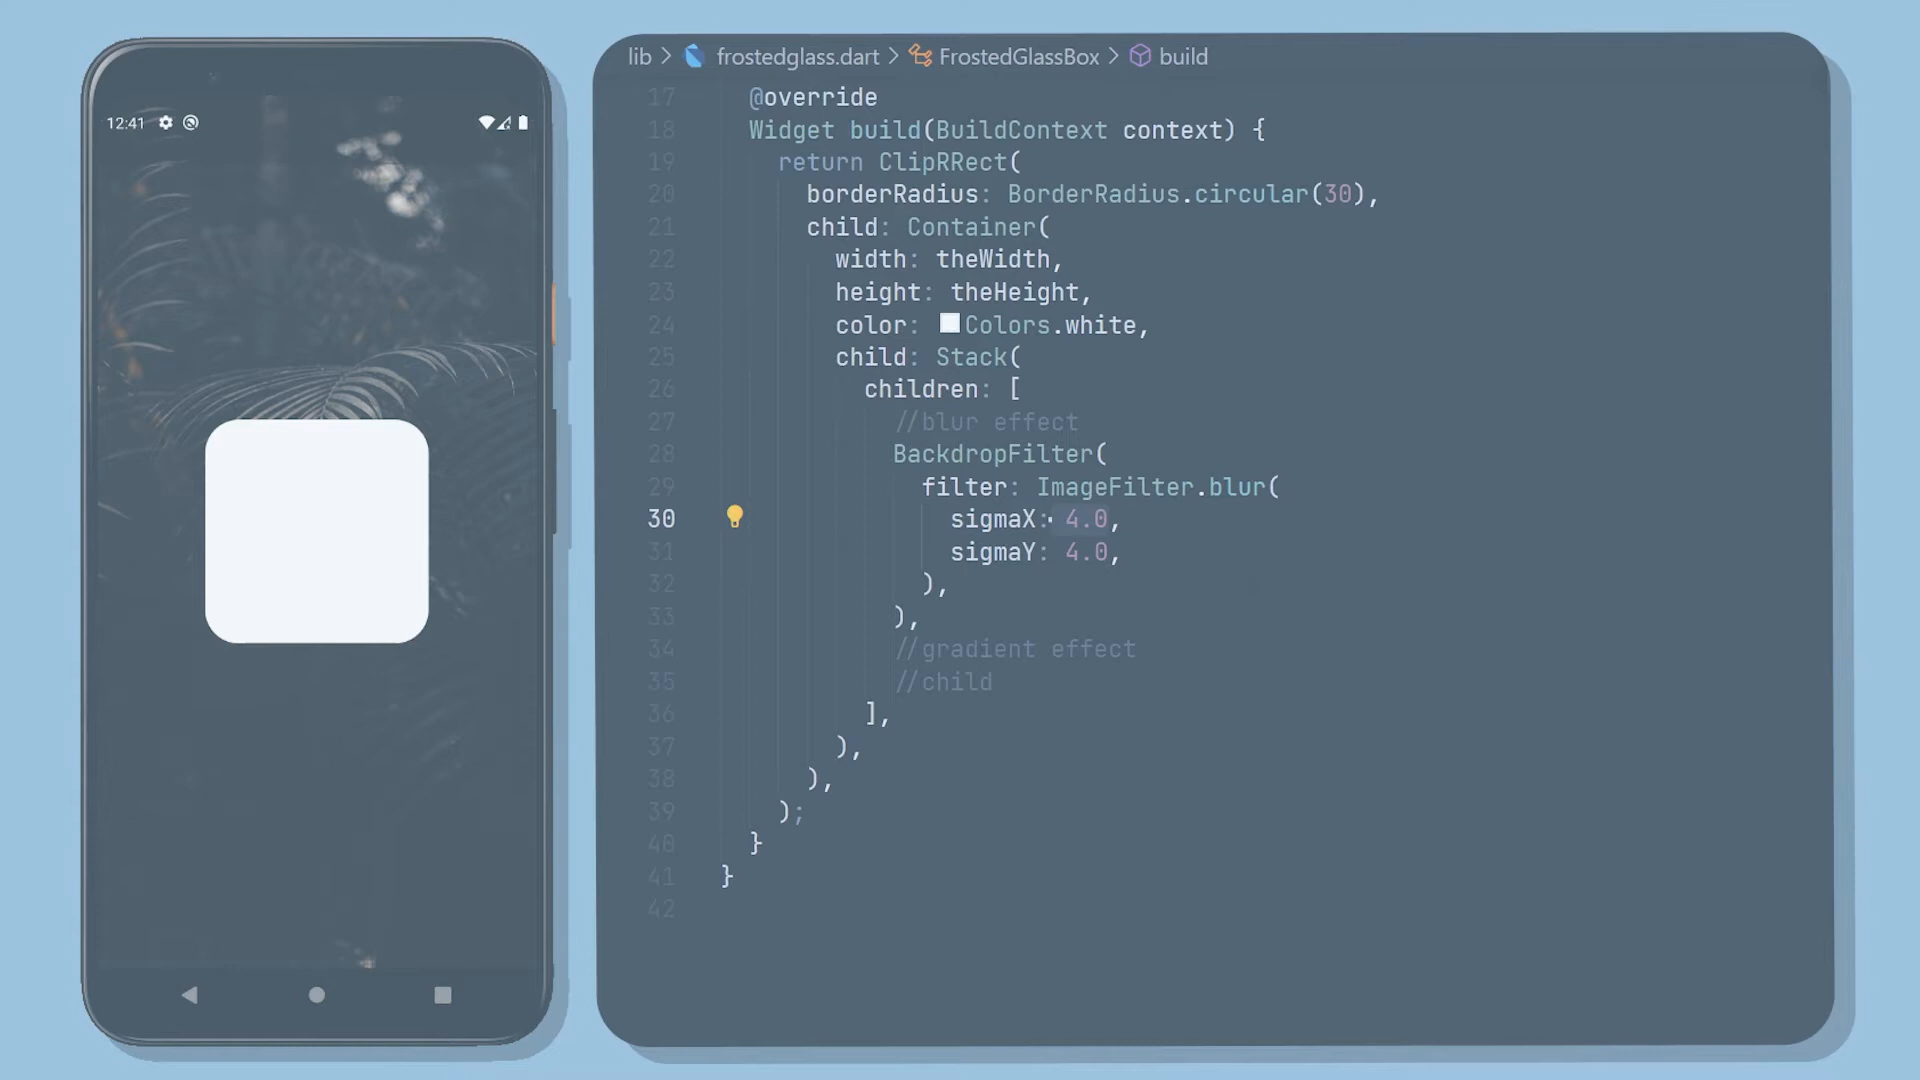 12:41
lib > frostedglass.dart > FrostedGlassBox > build
17 @override
18 Widget build(BuildContext context) {
19 return ClipRRect(
20 borderRadius: BorderRadius.circular(30),
21 child: Container(
22 width: theWidth,
23 height: theHeight,
24 color: Colors.white,
25 child: Stack(
26 children: [
27 //blur effect
28 BackdropFilter(
29 filter: ImageFilter.blur(
30 sigmaX: 4.0,
31 sigmaY: 4.0,
32 ),
33 ),
34 //gradient effect
35 //child
36 ],
37 ),
38 ),
39 );
40 }
41 }
42